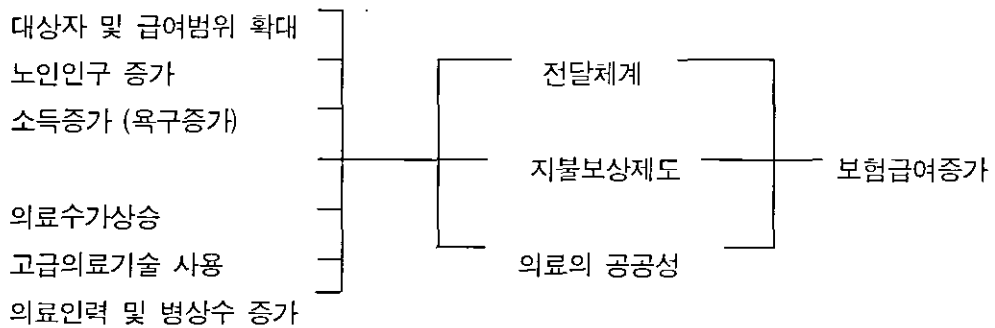 대상자 및 급여범위 확대
노인인구 증가
소득증가 (욕구증가)
의료수가상승
고급의료기술 사용
의료인력 및 병상수 증가
전달체계
지불보상제도
의료의 공공성
보험급여증가